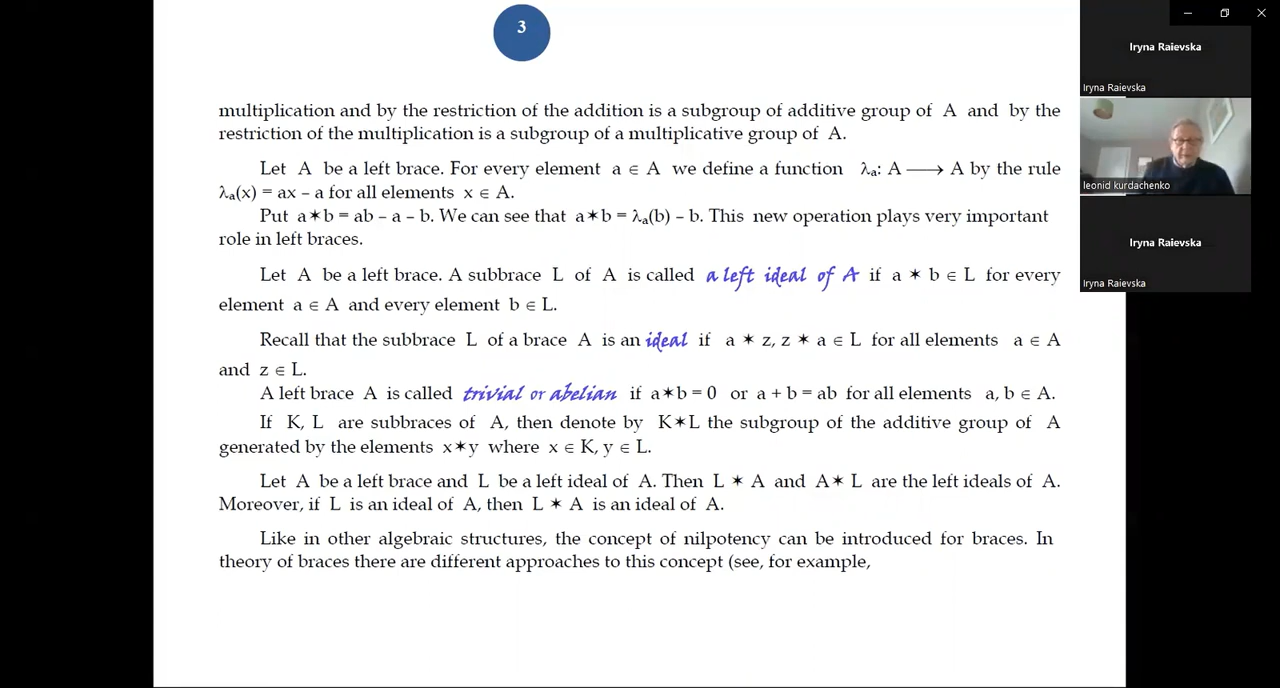 3
multiplication and by the restriction of the addition is a subgroup of additive group of A and by the
restriction of the multiplication is a subgroup of a multiplicative group of A.
Let A be a left brace. For every element a ∈ A we define a function λₐ: A ⟶ A by the rule
λₐ(x) = ax – a for all elements x ∈ A.
Put a✶b = ab – a – b. We can see that a✶b = λₐ(b) – b. This new operation plays very important
role in left braces.
Let A be a left brace. A subbrace L of A is called a left ideal of A if a ✶ b ∈ L for every
element a ∈ A and every element b ∈ L.
Recall that the subbrace L of a brace A is an ideal if a ✶ z, z ✶ a ∈ L for all elements a ∈ A
and z ∈ L.
A left brace A is called trivial or abelian if a✶b = 0 or a + b = ab for all elements a, b ∈ A.
If K, L are subbraces of A, then denote by K✶L the subgroup of the additive group of A
generated by the elements x✶y where x ∈ K, y ∈ L.
Let A be a left brace and L be a left ideal of A. Then L ✶ A and A✶ L are the left ideals of A.
Moreover, if L is an ideal of A, then L ✶ A is an ideal of A.
Like in other algebraic structures, the concept of nilpotency can be introduced for braces. In
theory of braces there are different approaches to this concept (see, for example,
Iryna Raievska
Iryna Raievska
leonid kurdachenko
Iryna Raievska
Iryna Raievska